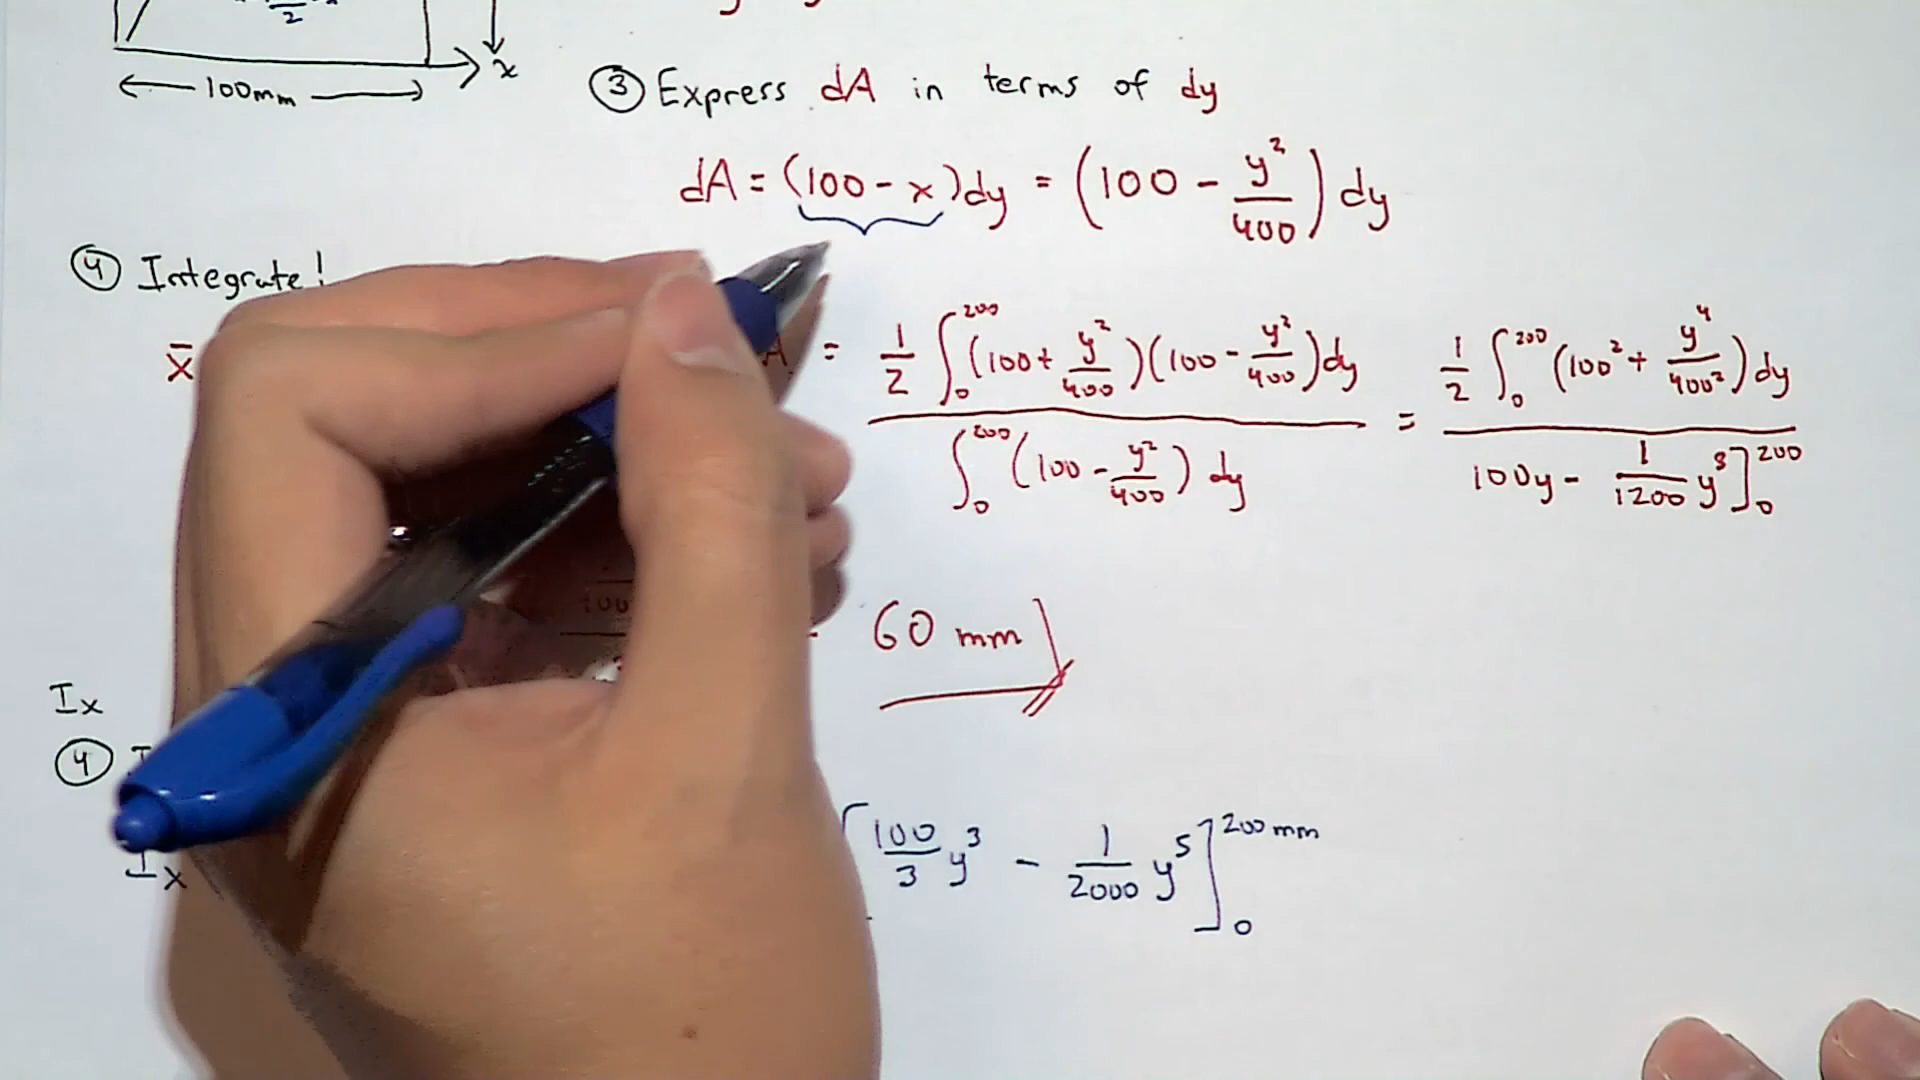 2
x
100mm
③ Express dA in terms of dy
dA = (100 - x)dy = (100 - y²/400) dy
④ Integrate!
x̄ A = 1/2 ∫₀²⁰⁰ (100 + y²/400)(100 - y²/400)dy / ∫₀²⁰⁰ (100 - y²/400) dy = 1/2 ∫₀²⁰⁰ (100² + y⁴/400²) dy / 100y - 1/1200 y³]₀²⁰⁰
60 mm
Ix
④ I
Ix [100/3 y³ - 1/2000 y⁵]₀²⁰⁰ ᵐᵐ